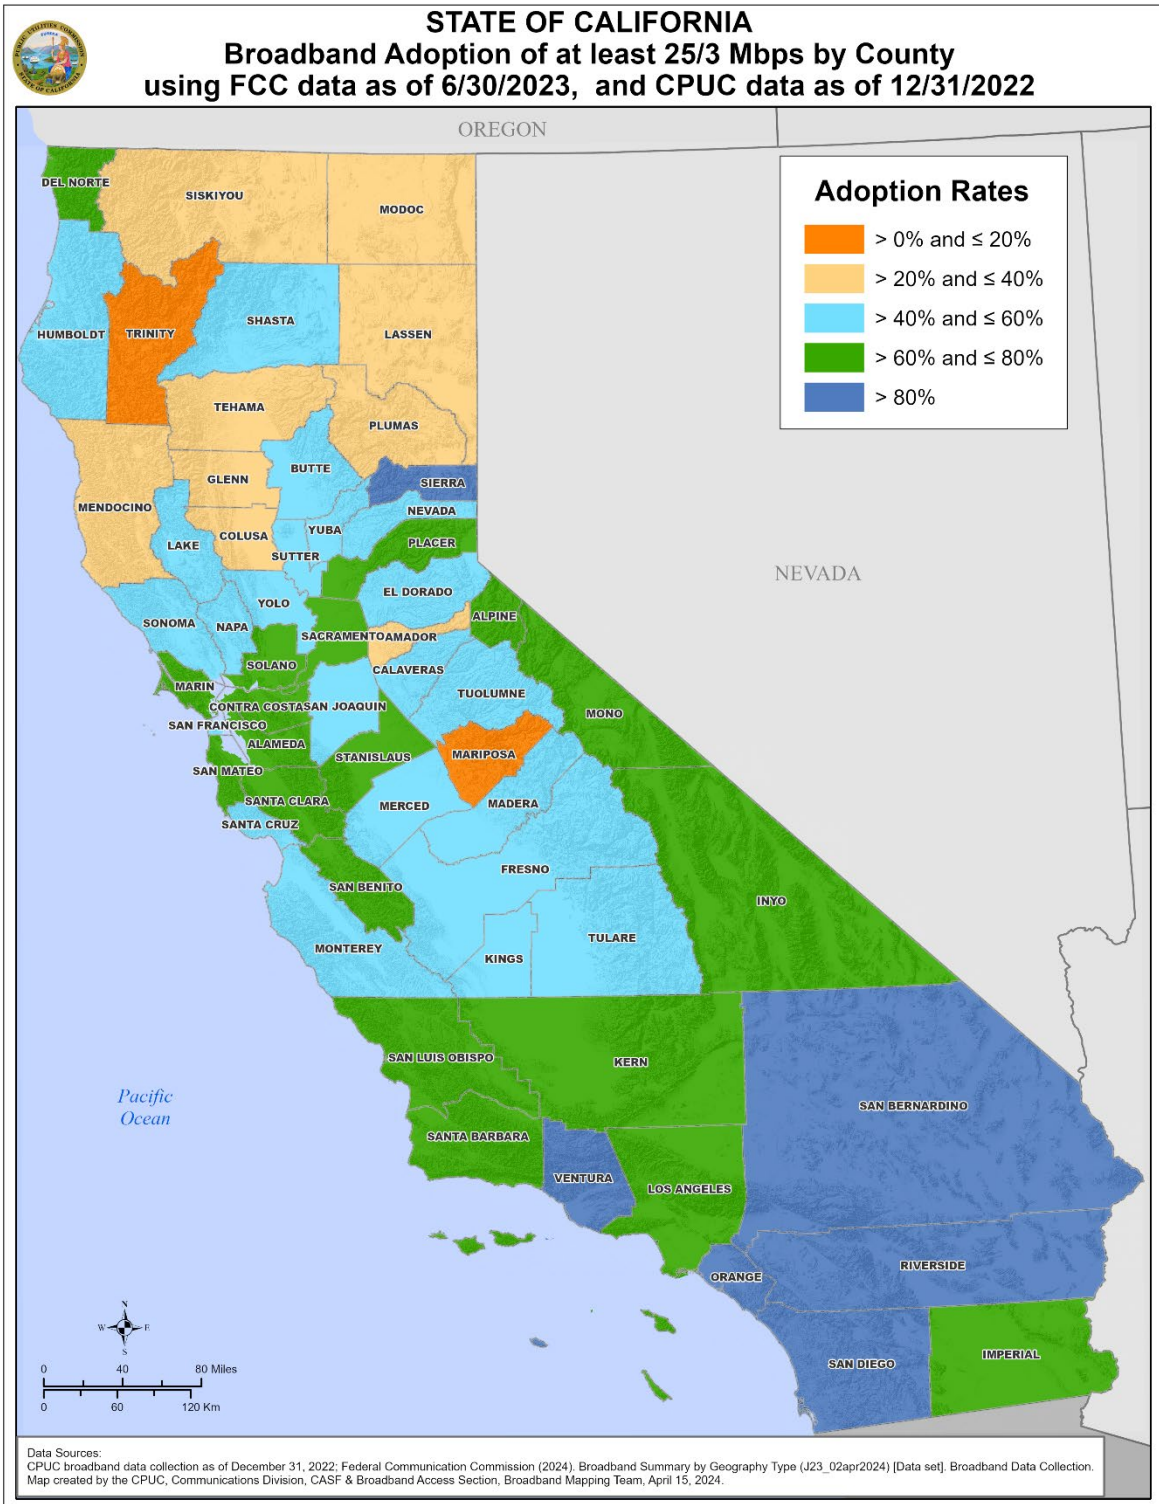 STATE OF CALIFORNIA
Broadband Adoption of at least 25/3 Mbps by County
using FCC data as of 6/30/2023, and CPUC data as of 12/31/2022
OREGON
Adoption Rates
> 0% and ≤ 20%
> 20% and ≤ 40%
> 40% and ≤ 60%
> 60% and ≤ 80%
> 80%
DEL NORTE
SISKIYOU
MODOC
HUMBOLDT
TRINITY
SHASTA
LASSEN
TEHAMA
PLUMAS
MENDOCINO
GLENN
BUTTE
SIERRA
NEVADA
COLUSA
YUBA
LAKE
SUTTER
PLACER
NEVADA
SONOMA
NAPA
YOLO
EL DORADO
SACRAMENTO
AMADOR
ALPINE
SOLANO
CALAVERAS
MARIN
TUOLUMNE
CONTRA COSTA
SAN JOAQUIN
MONO
SAN FRANCISCO
ALAMEDA
STANISLAUS
MARIPOSA
SAN MATEO
SANTA CLARA
MERCED
MADERA
SANTA CRUZ
SAN BENITO
FRESNO
INYO
MONTEREY
KINGS
TULARE
SAN LUIS OBISPO
KERN
Pacific
Ocean
SAN BERNARDINO
SANTA BARBARA
VENTURA
LOS ANGELES
ORANGE
RIVERSIDE
SAN DIEGO
IMPERIAL
N
W E
S
0 40 80 Miles
0 60 120 Km
Data Sources:
CPUC broadband data collection as of December 31, 2022; Federal Communication Commission (2024). Broadband Summary by Geography Type (J23_02apr2024) [Data set]. Broadband Data Collection.
Map created by the CPUC, Communications Division, CASF & Broadband Access Section, Broadband Mapping Team, April 15, 2024.